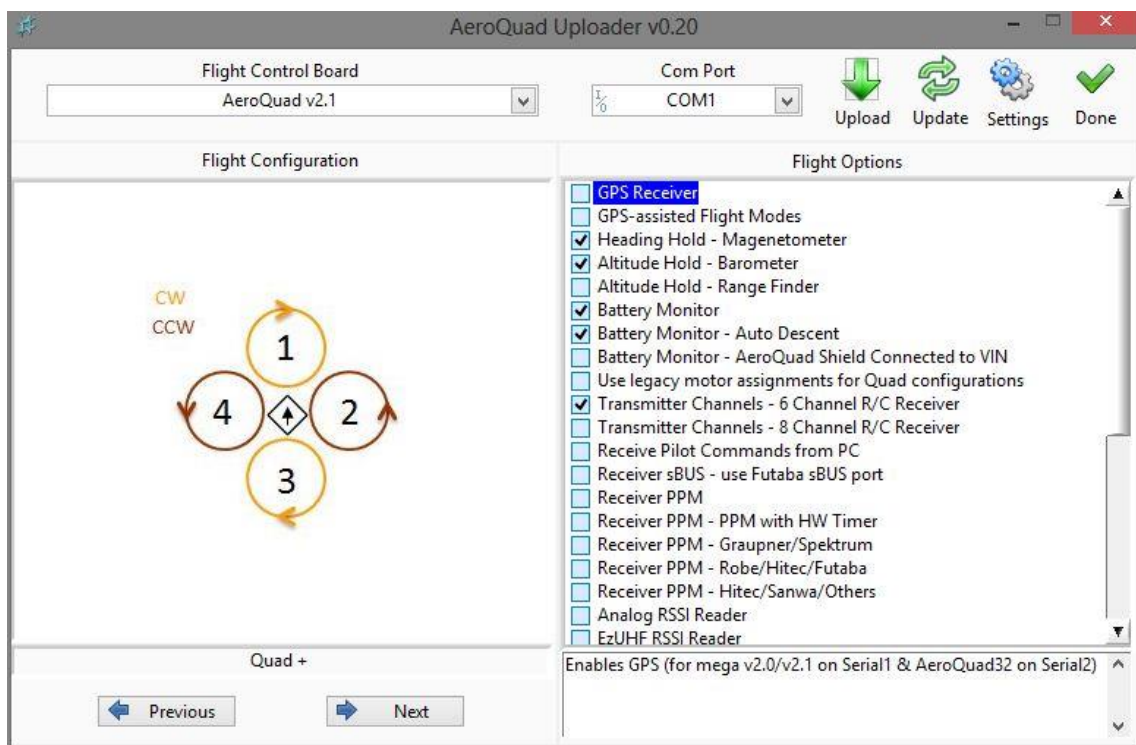 AeroQuad Uploader v0.20
Flight Control Board
AeroQuad v2.1
Com Port
I/O
COM1
Upload
Update
Settings
Done
Flight Configuration
CW
CCW
1
4
2
3
Quad +
Previous
Next
Flight Options
GPS Receiver
GPS-assisted Flight Modes
Heading Hold - Magenetometer
Altitude Hold - Barometer
Altitude Hold - Range Finder
Battery Monitor
Battery Monitor - Auto Descent
Battery Monitor - AeroQuad Shield Connected to VIN
Use legacy motor assignments for Quad configurations
Transmitter Channels - 6 Channel R/C Receiver
Transmitter Channels - 8 Channel R/C Receiver
Receive Pilot Commands from PC
Receiver sBUS - use Futaba sBUS port
Receiver PPM
Receiver PPM - PPM with HW Timer
Receiver PPM - Graupner/Spektrum
Receiver PPM - Robe/Hitec/Futaba
Receiver PPM - Hitec/Sanwa/Others
Analog RSSI Reader
EzUHF RSSI Reader
Enables GPS (for mega v2.0/v2.1 on Serial1 & AeroQuad32 on Serial2)